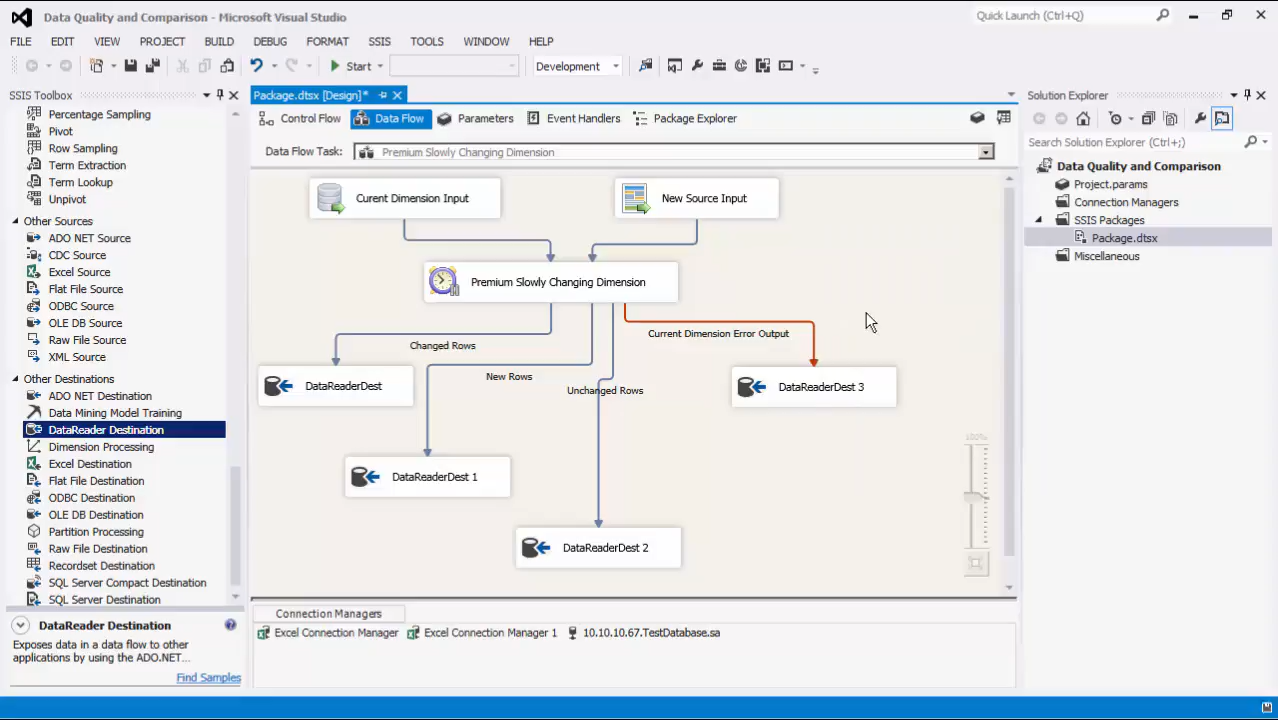 Data Quality and Comparison - Microsoft Visual Studio
Quick Launch (Ctrl+Q)
FILE EDIT VIEW PROJECT BUILD DEBUG FORMAT SSIS TOOLS WINDOW HELP
Start
Development
SSIS Toolbox
Percentage Sampling
Pivot
Row Sampling
Term Extraction
Term Lookup
Unpivot
Other Sources
ADO NET Source
CDC Source
Excel Source
Flat File Source
ODBC Source
OLE DB Source
Raw File Source
XML Source
Other Destinations
ADO NET Destination
Data Mining Model Training
DataReader Destination
Dimension Processing
Excel Destination
Flat File Destination
ODBC Destination
OLE DB Destination
Partition Processing
Raw File Destination
Recordset Destination
SQL Server Compact Destination
SQL Server Destination
DataReader Destination
Exposes data in a data flow to other
applications by using the ADO.NET...
Find Samples
Package.dtsx [Design]*
Control Flow Data Flow Parameters Event Handlers Package Explorer
Data Flow Task: Premium Slowly Changing Dimension
Curent Dimension Input
New Source Input
Premium Slowly Changing Dimension
Current Dimension Error Output
Changed Rows
New Rows
Unchanged Rows
DataReaderDest
DataReaderDest 3
DataReaderDest 1
DataReaderDest 2
100%
Connection Managers
Excel Connection Manager Excel Connection Manager 1 10.10.10.67.TestDatabase.sa
Solution Explorer
Search Solution Explorer (Ctrl+;)
Data Quality and Comparison
Project.params
Connection Managers
SSIS Packages
Package.dtsx
Miscellaneous